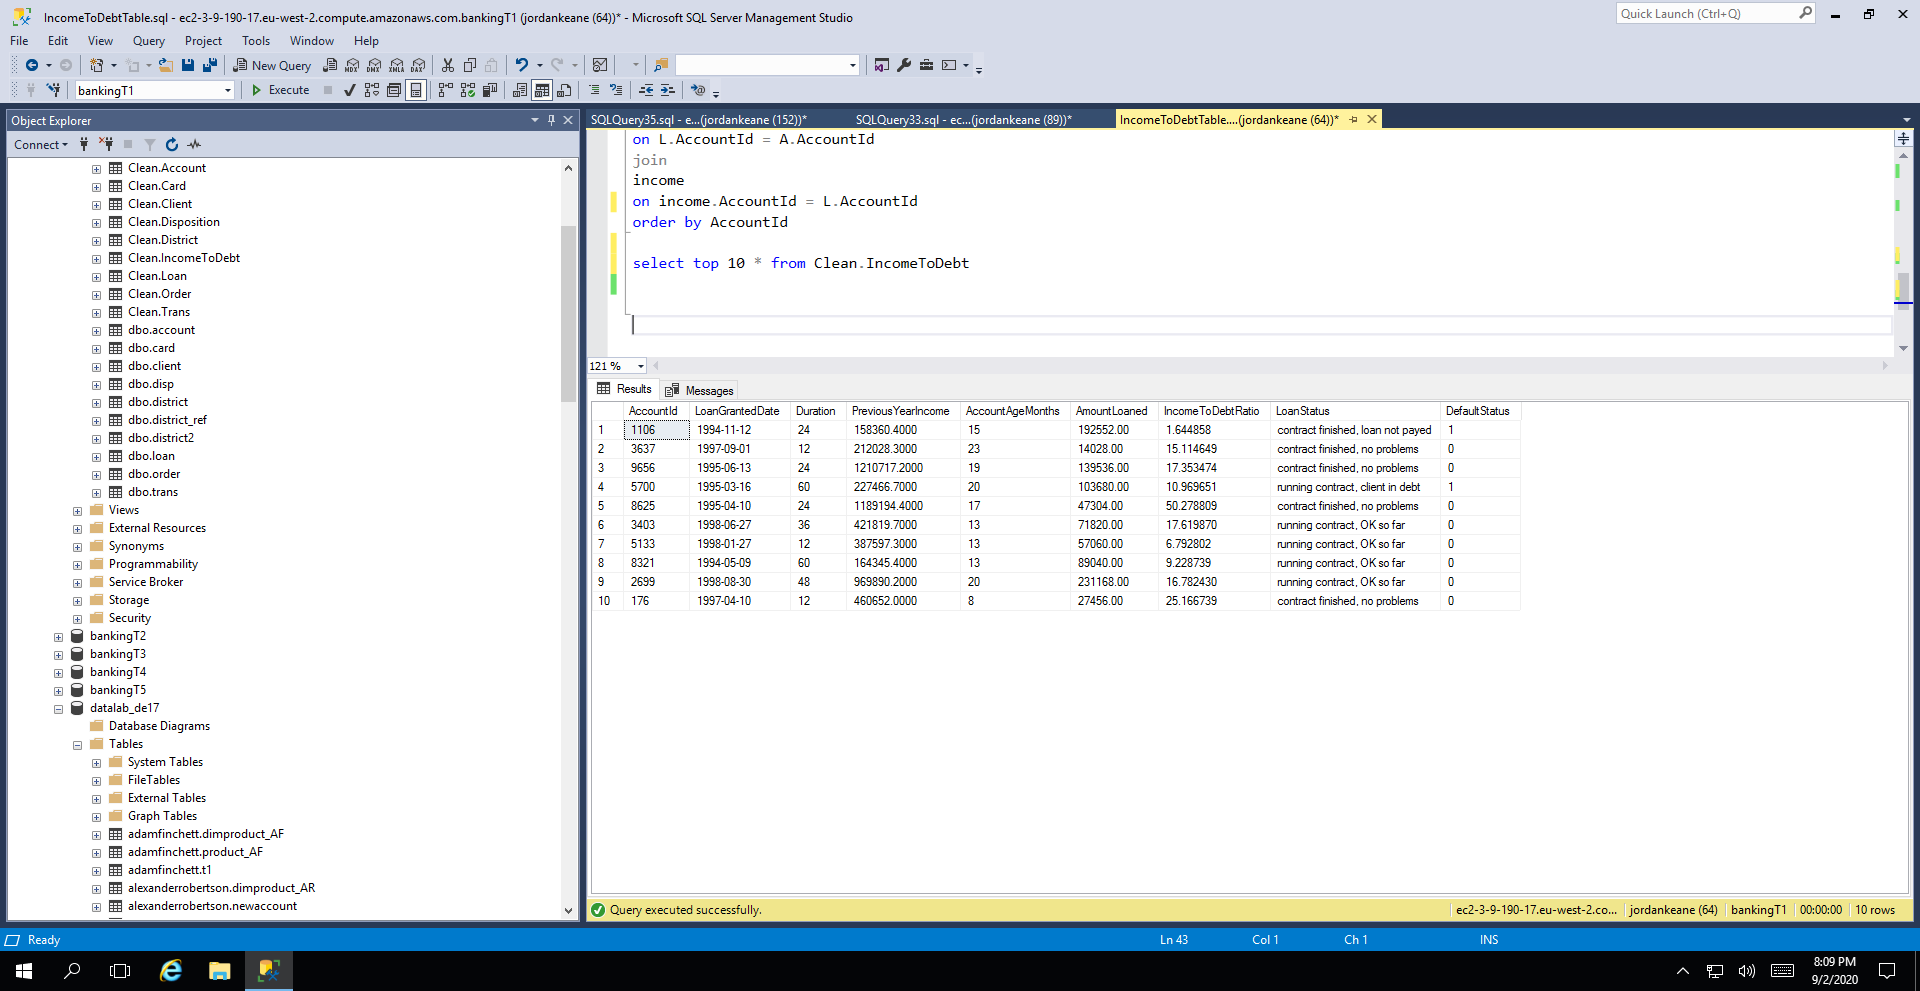 IncomeToDebtTable.sql - ec2-3-9-190-17.eu-west-2.compute.amazonaws.com.bankingT1 (jordankeane (64))* - Microsoft SQL Server Management Studio
Quick Launch (Ctrl+Q)
File Edit View Query Project Tools Window Help
New Query MDX DMX XMLA DAX
bankingT1 Execute
Object Explorer
Connect
Clean.Account
Clean.Card
Clean.Client
Clean.Disposition
Clean.District
Clean.IncomeToDebt
Clean.Loan
Clean.Order
Clean.Trans
dbo.account
dbo.card
dbo.client
dbo.disp
dbo.district
dbo.district_ref
dbo.district2
dbo.loan
dbo.order
dbo.trans
Views
External Resources
Synonyms
Programmability
Service Broker
Storage
Security
bankingT2
bankingT3
bankingT4
bankingT5
datalab_de17
Database Diagrams
Tables
System Tables
FileTables
External Tables
Graph Tables
adamfinchett.dimproduct_AF
adamfinchett.product_AF
adamfinchett.t1
alexanderrobertson.dimproduct_AR
alexanderrobertson.newaccount
SQLQuery35.sql - e...(jordankeane (152))* SQLQuery33.sql - ec...(jordankeane (89))* IncomeToDebtTable....(jordankeane (64))*
on L.AccountId = A.AccountId
join
income
on income.AccountId = L.AccountId
order by AccountId
select top 10 * from Clean.IncomeToDebt
121 %
Results Messages
AccountId LoanGrantedDate Duration PreviousYearIncome AccountAgeMonths AmountLoaned IncomeToDebtRatio LoanStatus DefaultStatus
1 1106 1994-11-12 24 158360.4000 15 192552.00 1.644858 contract finished, loan not payed 1
2 3637 1997-09-01 12 212028.3000 23 14028.00 15.114649 contract finished, no problems 0
3 9656 1995-06-13 24 1210717.2000 19 139536.00 17.353474 contract finished, no problems 0
4 5700 1995-03-16 60 227466.7000 20 103680.00 10.969651 running contract, client in debt 1
5 8625 1995-04-10 24 1189194.4000 17 47304.00 50.278809 contract finished, no problems 0
6 3403 1998-06-27 36 421819.7000 13 71820.00 17.619870 running contract, OK so far 0
7 5133 1998-01-27 12 387597.3000 13 57060.00 6.792802 running contract, OK so far 0
8 8321 1994-05-09 60 164345.4000 13 89040.00 9.228739 running contract, OK so far 0
9 2699 1998-08-30 48 969890.2000 20 231168.00 16.782430 running contract, OK so far 0
10 176 1997-04-10 12 460652.0000 8 27456.00 25.166739 contract finished, no problems 0
Query executed successfully. ec2-3-9-190-17.eu-west-2.co... jordankeane (64) bankingT1 00:00:00 10 rows
Ready Ln 43 Col 1 Ch 1 INS
8:09 PM
9/2/2020